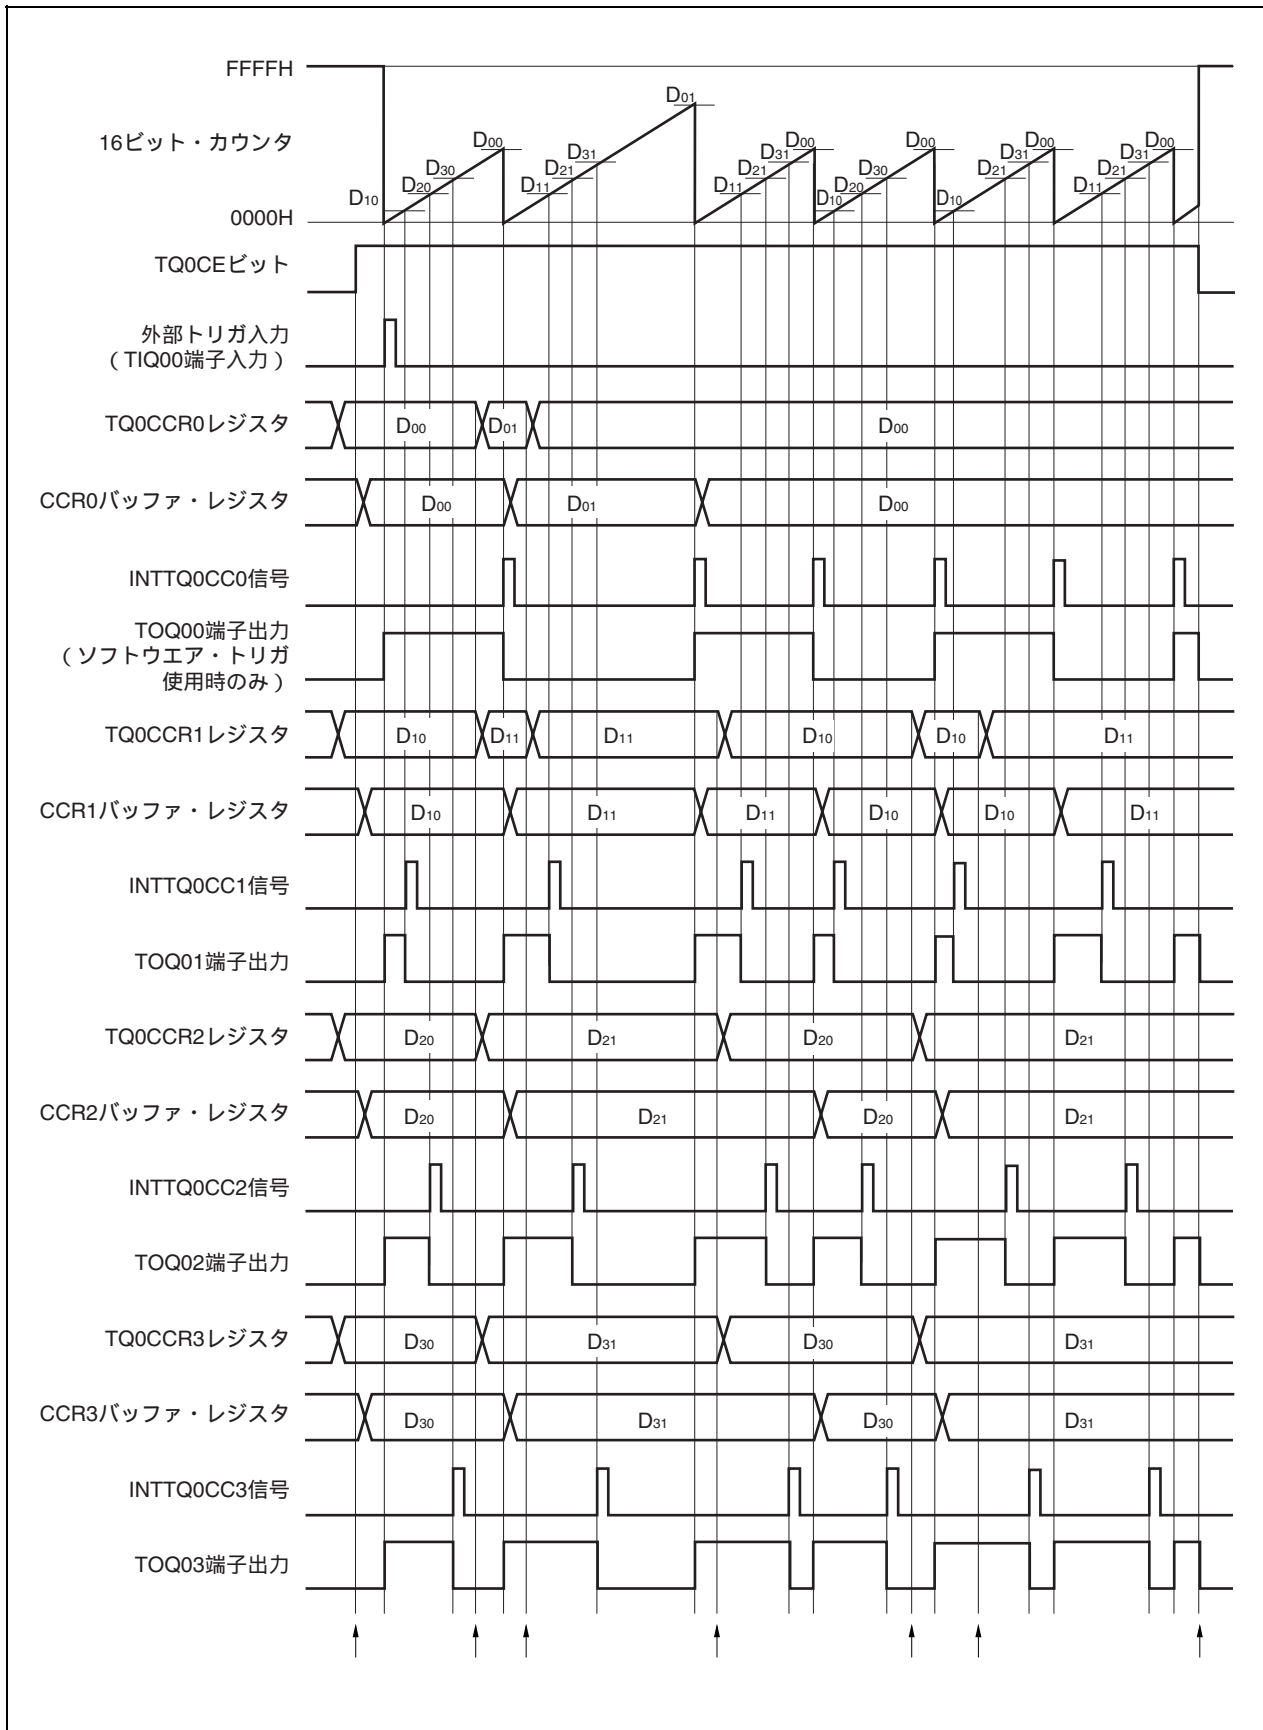 FFFFH
D01
16ビット・カウンタ
D00
D00
D00
D00
D00
D30
D31
D31
D30
D31
D31
D20
D21
D21
D20
D21
D21
D10
D11
D11
D10
D10
D11
0000H
TQ0CEビット
外部トリガ入力
（TIQ00端子入力）
TQ0CCR0レジスタ
D00
D01
D00
CCR0バッファ・レジスタ
D00
D01
D00
INTTQ0CC0信号
TOQ00端子出力
（ソフトウエア・トリガ
使用時のみ）
TQ0CCR1レジスタ
D10
D11
D11
D10
D10
D11
CCR1バッファ・レジスタ
D10
D11
D11
D10
D10
D11
INTTQ0CC1信号
TOQ01端子出力
TQ0CCR2レジスタ
D20
D21
D20
D21
CCR2バッファ・レジスタ
D20
D21
D20
D21
INTTQ0CC2信号
TOQ02端子出力
TQ0CCR3レジスタ
D30
D31
D30
D31
CCR3バッファ・レジスタ
D30
D31
D30
D31
INTTQ0CC3信号
TOQ03端子出力